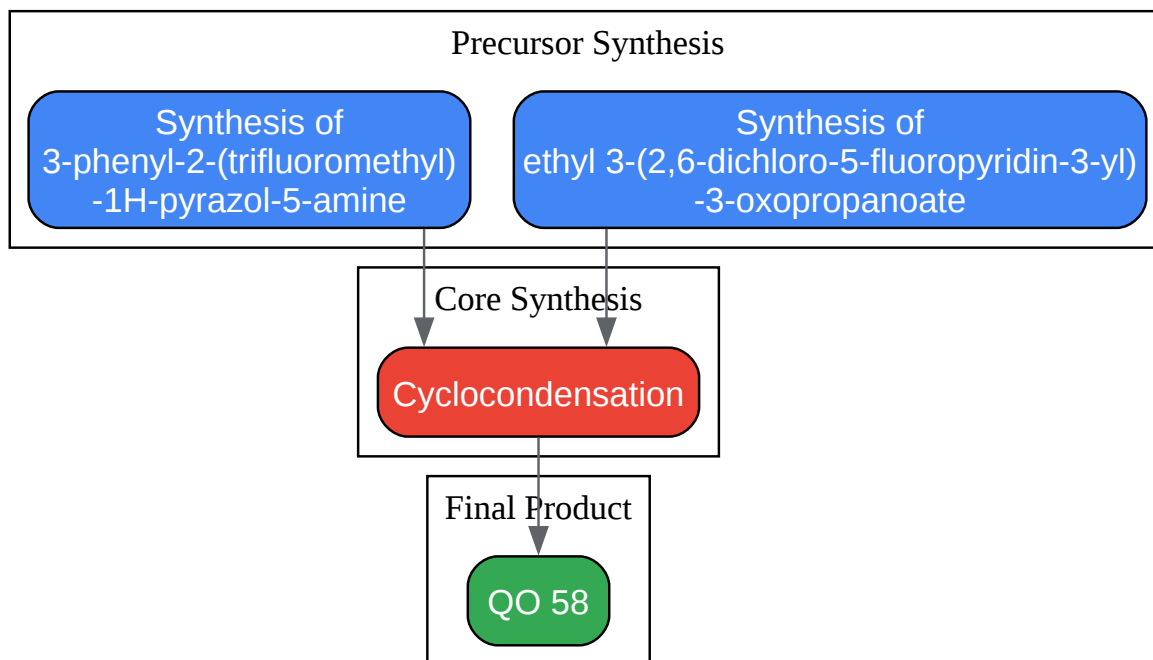 Precursor Synthesis
Synthesis of
3-phenyl-2-(trifluoromethyl)
-1H-pyrazol-5-amine
Synthesis of
ethyl 3-(2,6-dichloro-5-fluoropyridin-3-yl)
-3-oxopropanoate
Core Synthesis
Cyclocondensation
Final Product
QO 58